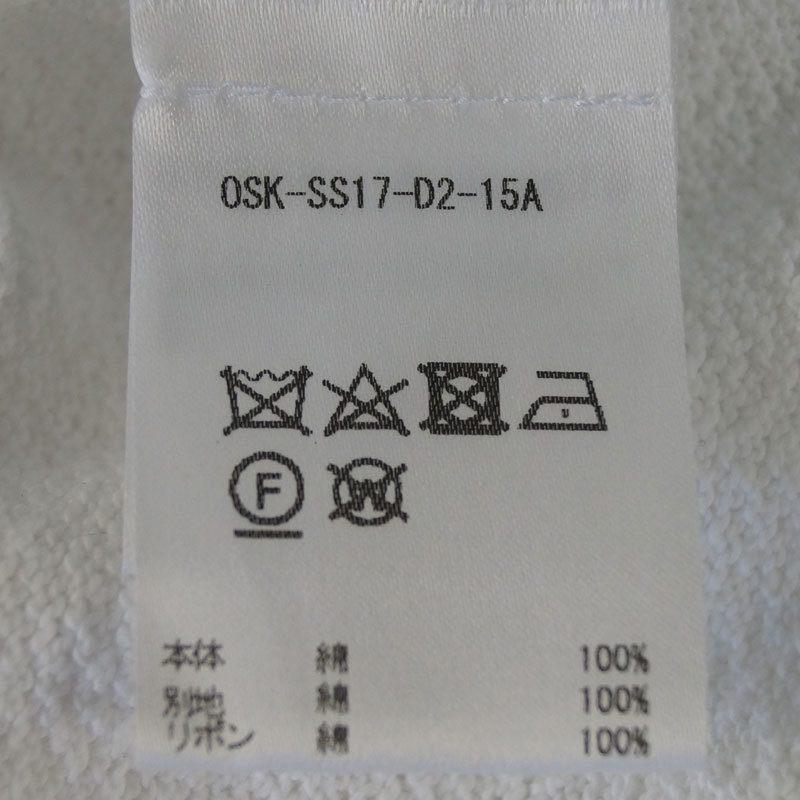 OSK-SS17-D2-15A
F W
本体 綿 100%
別地 綿 100%
リボン 綿 100%